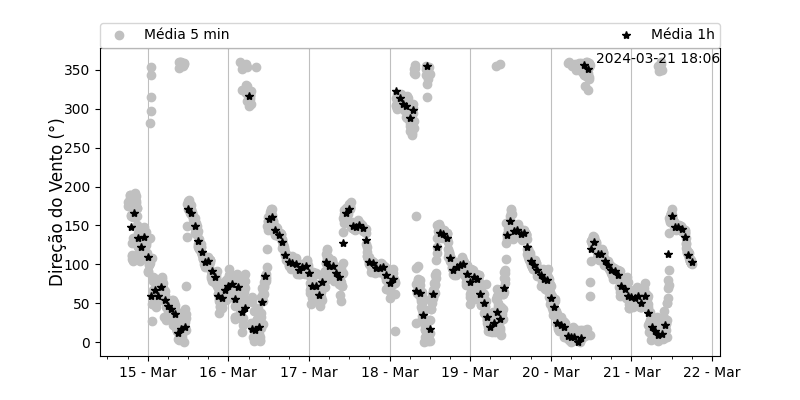 Média 5 min
Média 1h
2024-03-21 18:06
Direção do Vento (°)
350
300
250
200
150
100
50
0
15 - Mar
16 - Mar
17 - Mar
18 - Mar
19 - Mar
20 - Mar
21 - Mar
22 - Mar